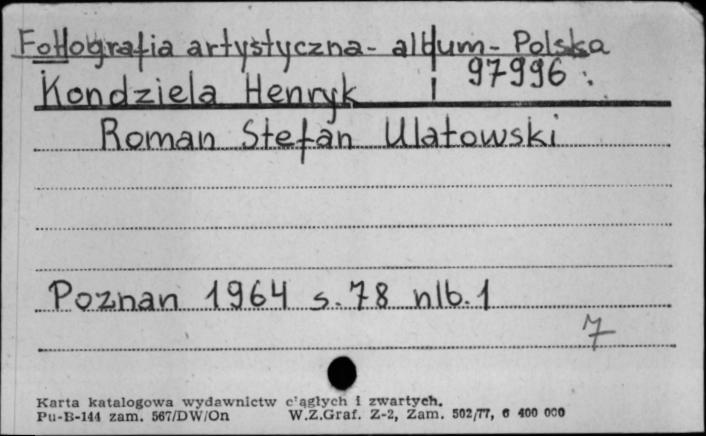 Fotografia artystyczna - album - Polska
97996
Kondziela Henryk i
Roman Stefan Ulatowski
Poznań 1964 s. 78 nlb. 1
7
Karta katalogowa wydawnictw ciągłych i zwartych.
Pu-B-144 zam. 567/DW/On W.Z.Graf. Z-2, Zam. 502/77, 6 400 000